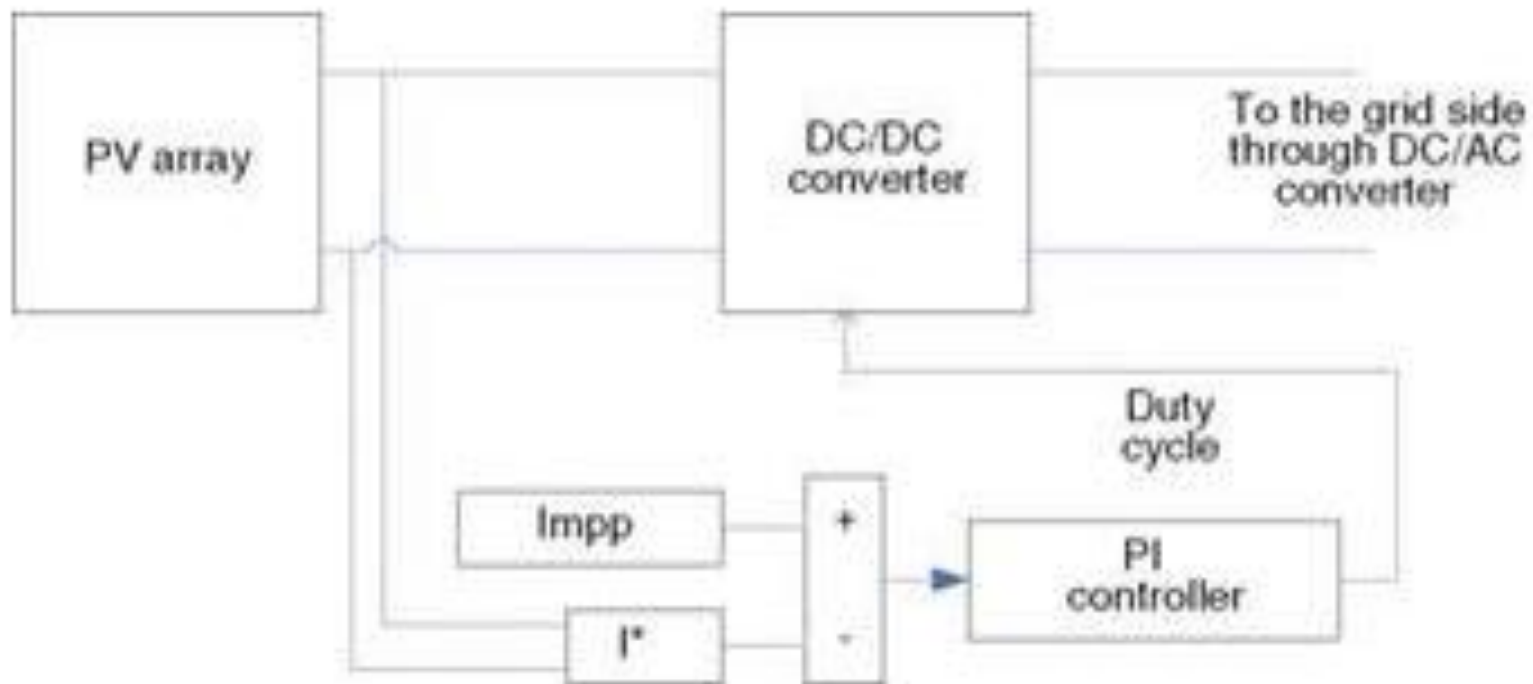 PV array
DC/DC
converter
To the grid side
through DC/AC
converter
Duty
cycle
Impp
+
PI
controller
I*
-